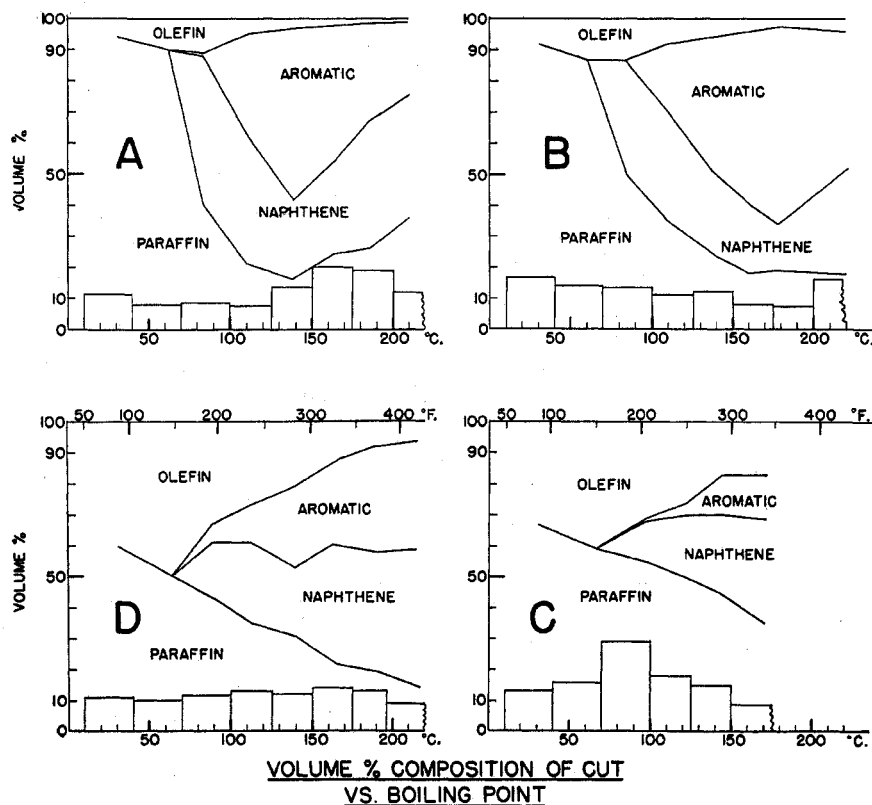 100
90
50
10
0
VOLUME %
OLEFIN
AROMATIC
A
NAPHTHENE
PARAFFIN
50 100 150 200 °C.
100
90
50
10
0
OLEFIN
AROMATIC
B
PARAFFIN
NAPHTHENE
50 100 150 200 °C.
50 100 200 300 400 °F.
100
90
50
10
0
VOLUME %
OLEFIN
AROMATIC
NAPHTHENE
D
PARAFFIN
50 100 150 200 °C.
50 100 200 300 400 °F.
100
90
50
10
0
OLEFIN
AROMATIC
NAPHTHENE
PARAFFIN
C
50 100 150 200 °C.
VOLUME % COMPOSITION OF CUT
VS. BOILING POINT